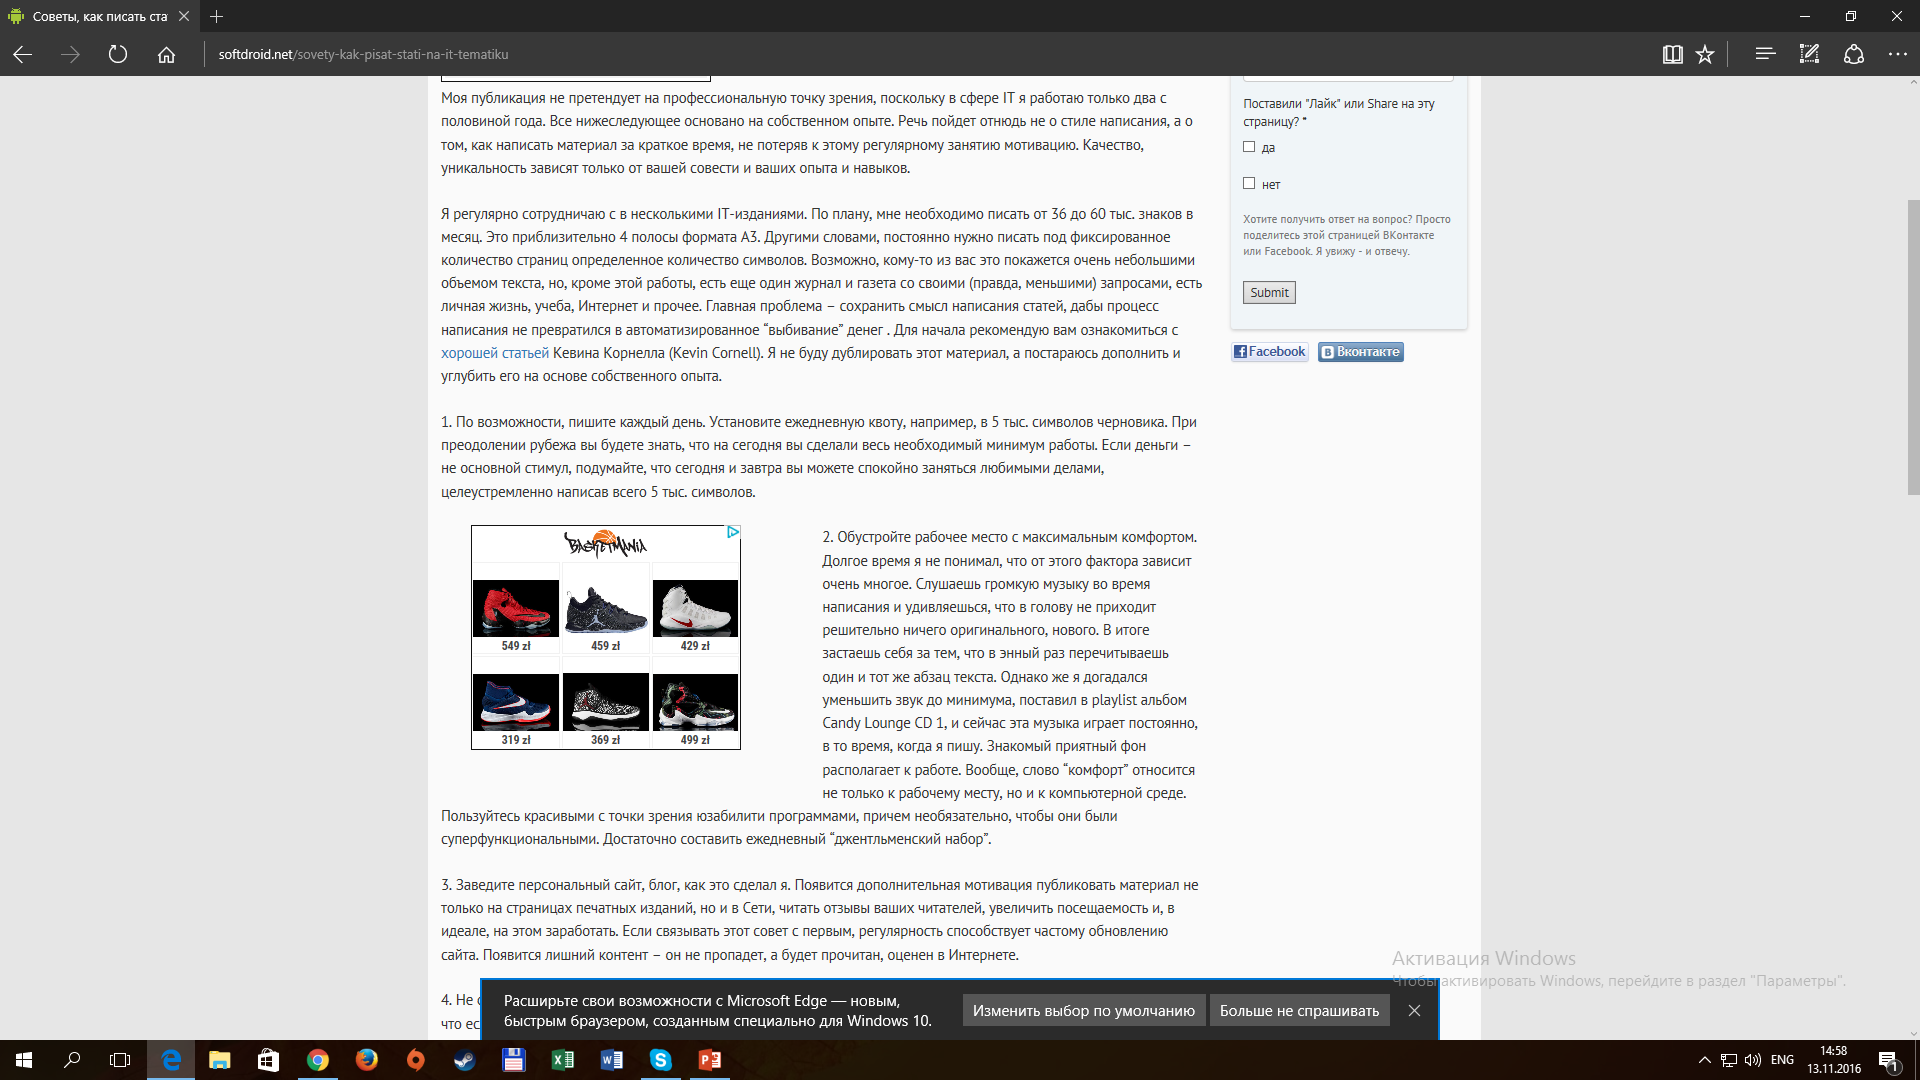 Советы, как писать ста
softdroid.net/sovety-kak-pisat-stati-na-it-tematiku
Моя публикация не претендует на профессиональную точку зрения, поскольку в сфере IT я работаю только два с
половиной года. Все нижеследующее основано на собственном опыте. Речь пойдет отнюдь не о стиле написания, а о
том, как написать материал за краткое время, не потеряв к этому регулярному занятию мотивацию. Качество,
уникальность зависят только от вашей совести и ваших опыта и навыков.
Я регулярно сотрудничаю с в несколькими IT-изданиями. По плану, мне необходимо писать от 36 до 60 тыс. знаков в
месяц. Это приблизительно 4 полосы формата А3. Другими словами, постоянно нужно писать под фиксированное
количество страниц определенное количество символов. Возможно, кому-то из вас это покажется очень небольшими
объемом текста, но, кроме этой работы, есть еще один журнал и газета со своими (правда, меньшими) запросами, есть
личная жизнь, учеба, Интернет и прочее. Главная проблема – сохранить смысл написания статей, дабы процесс
написания не превратился в автоматизированное “выбивание” денег . Для начала рекомендую вам ознакомиться с
хорошей статьей Кевина Корнелла (Kevin Cornell). Я не буду дублировать этот материал, а постараюсь дополнить и
углубить его на основе собственного опыта.
1. По возможности, пишите каждый день. Установите ежедневную квоту, например, в 5 тыс. символов черновика. При
преодолении рубежа вы будете знать, что на сегодня вы сделали весь необходимый минимум работы. Если деньги –
не основной стимул, подумайте, что сегодня и завтра вы можете спокойно заняться любимыми делами,
целеустремленно написав всего 5 тыс. символов.
BASKETMANIA
549 zł 459 zł 429 zł
319 zł 369 zł 499 zł
2. Обустройте рабочее место с максимальным комфортом.
Долгое время я не понимал, что от этого фактора зависит
очень многое. Слушаешь громкую музыку во время
написания и удивляешься, что в голову не приходит
решительно ничего оригинального, нового. В итоге
застаешь себя за тем, что в энный раз перечитываешь
один и тот же абзац текста. Однако же я догадался
уменьшить звук до минимума, поставил в playlist альбом
Candy Lounge CD 1, и сейчас эта музыка играет постоянно,
в то время, когда я пишу. Знакомый приятный фон
располагает к работе. Вообще, слово “комфорт” относится
не только к рабочему месту, но и к компьютерной среде.
Пользуйтесь красивыми с точки зрения юзабилити программами, причем необязательно, чтобы они были
суперфункциональными. Достаточно составить ежедневный “джентльменский набор”.
3. Заведите персональный сайт, блог, как это сделал я. Появится дополнительная мотивация публиковать материал не
только на страницах печатных изданий, но и в Сети, читать отзывы ваших читателей, увеличить посещаемость и, в
идеале, на этом заработать. Если связывать этот совет с первым, регулярность способствует частому обновлению
сайта. Появится лишний контент – он не пропадет, а будет прочитан, оценен в Интернете.
4. Не
что ес
Поставили "Лайк" или Share на эту
страницу? *
да
нет
Хотите получить ответ на вопрос? Просто
поделитесь этой страницей ВКонтакте
или Facebook. Я увижу - и отвечу.
Submit
Facebook Вконтакте
Активация Windows
Чтобы активировать Windows, перейдите в раздел "Параметры".
Расширьте свои возможности с Microsoft Edge — новым,
быстрым браузером, созданным специально для Windows 10.
Изменить выбор по умолчанию
Больше не спрашивать
ENG
14:58
13.11.2016
1